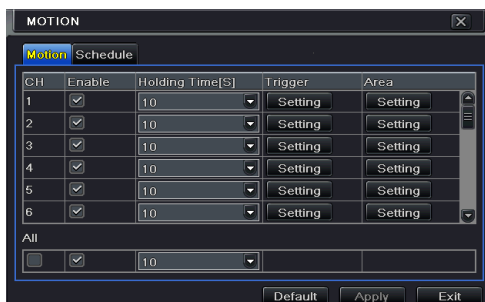 MOTION
Motion Schedule
CH Enable Holding Time[S] Trigger Area
1 10 Setting Setting
2 10 Setting Setting
3 10 Setting Setting
4 10 Setting Setting
5 10 Setting Setting
6 10 Setting Setting
All
10
Default Apply Exit